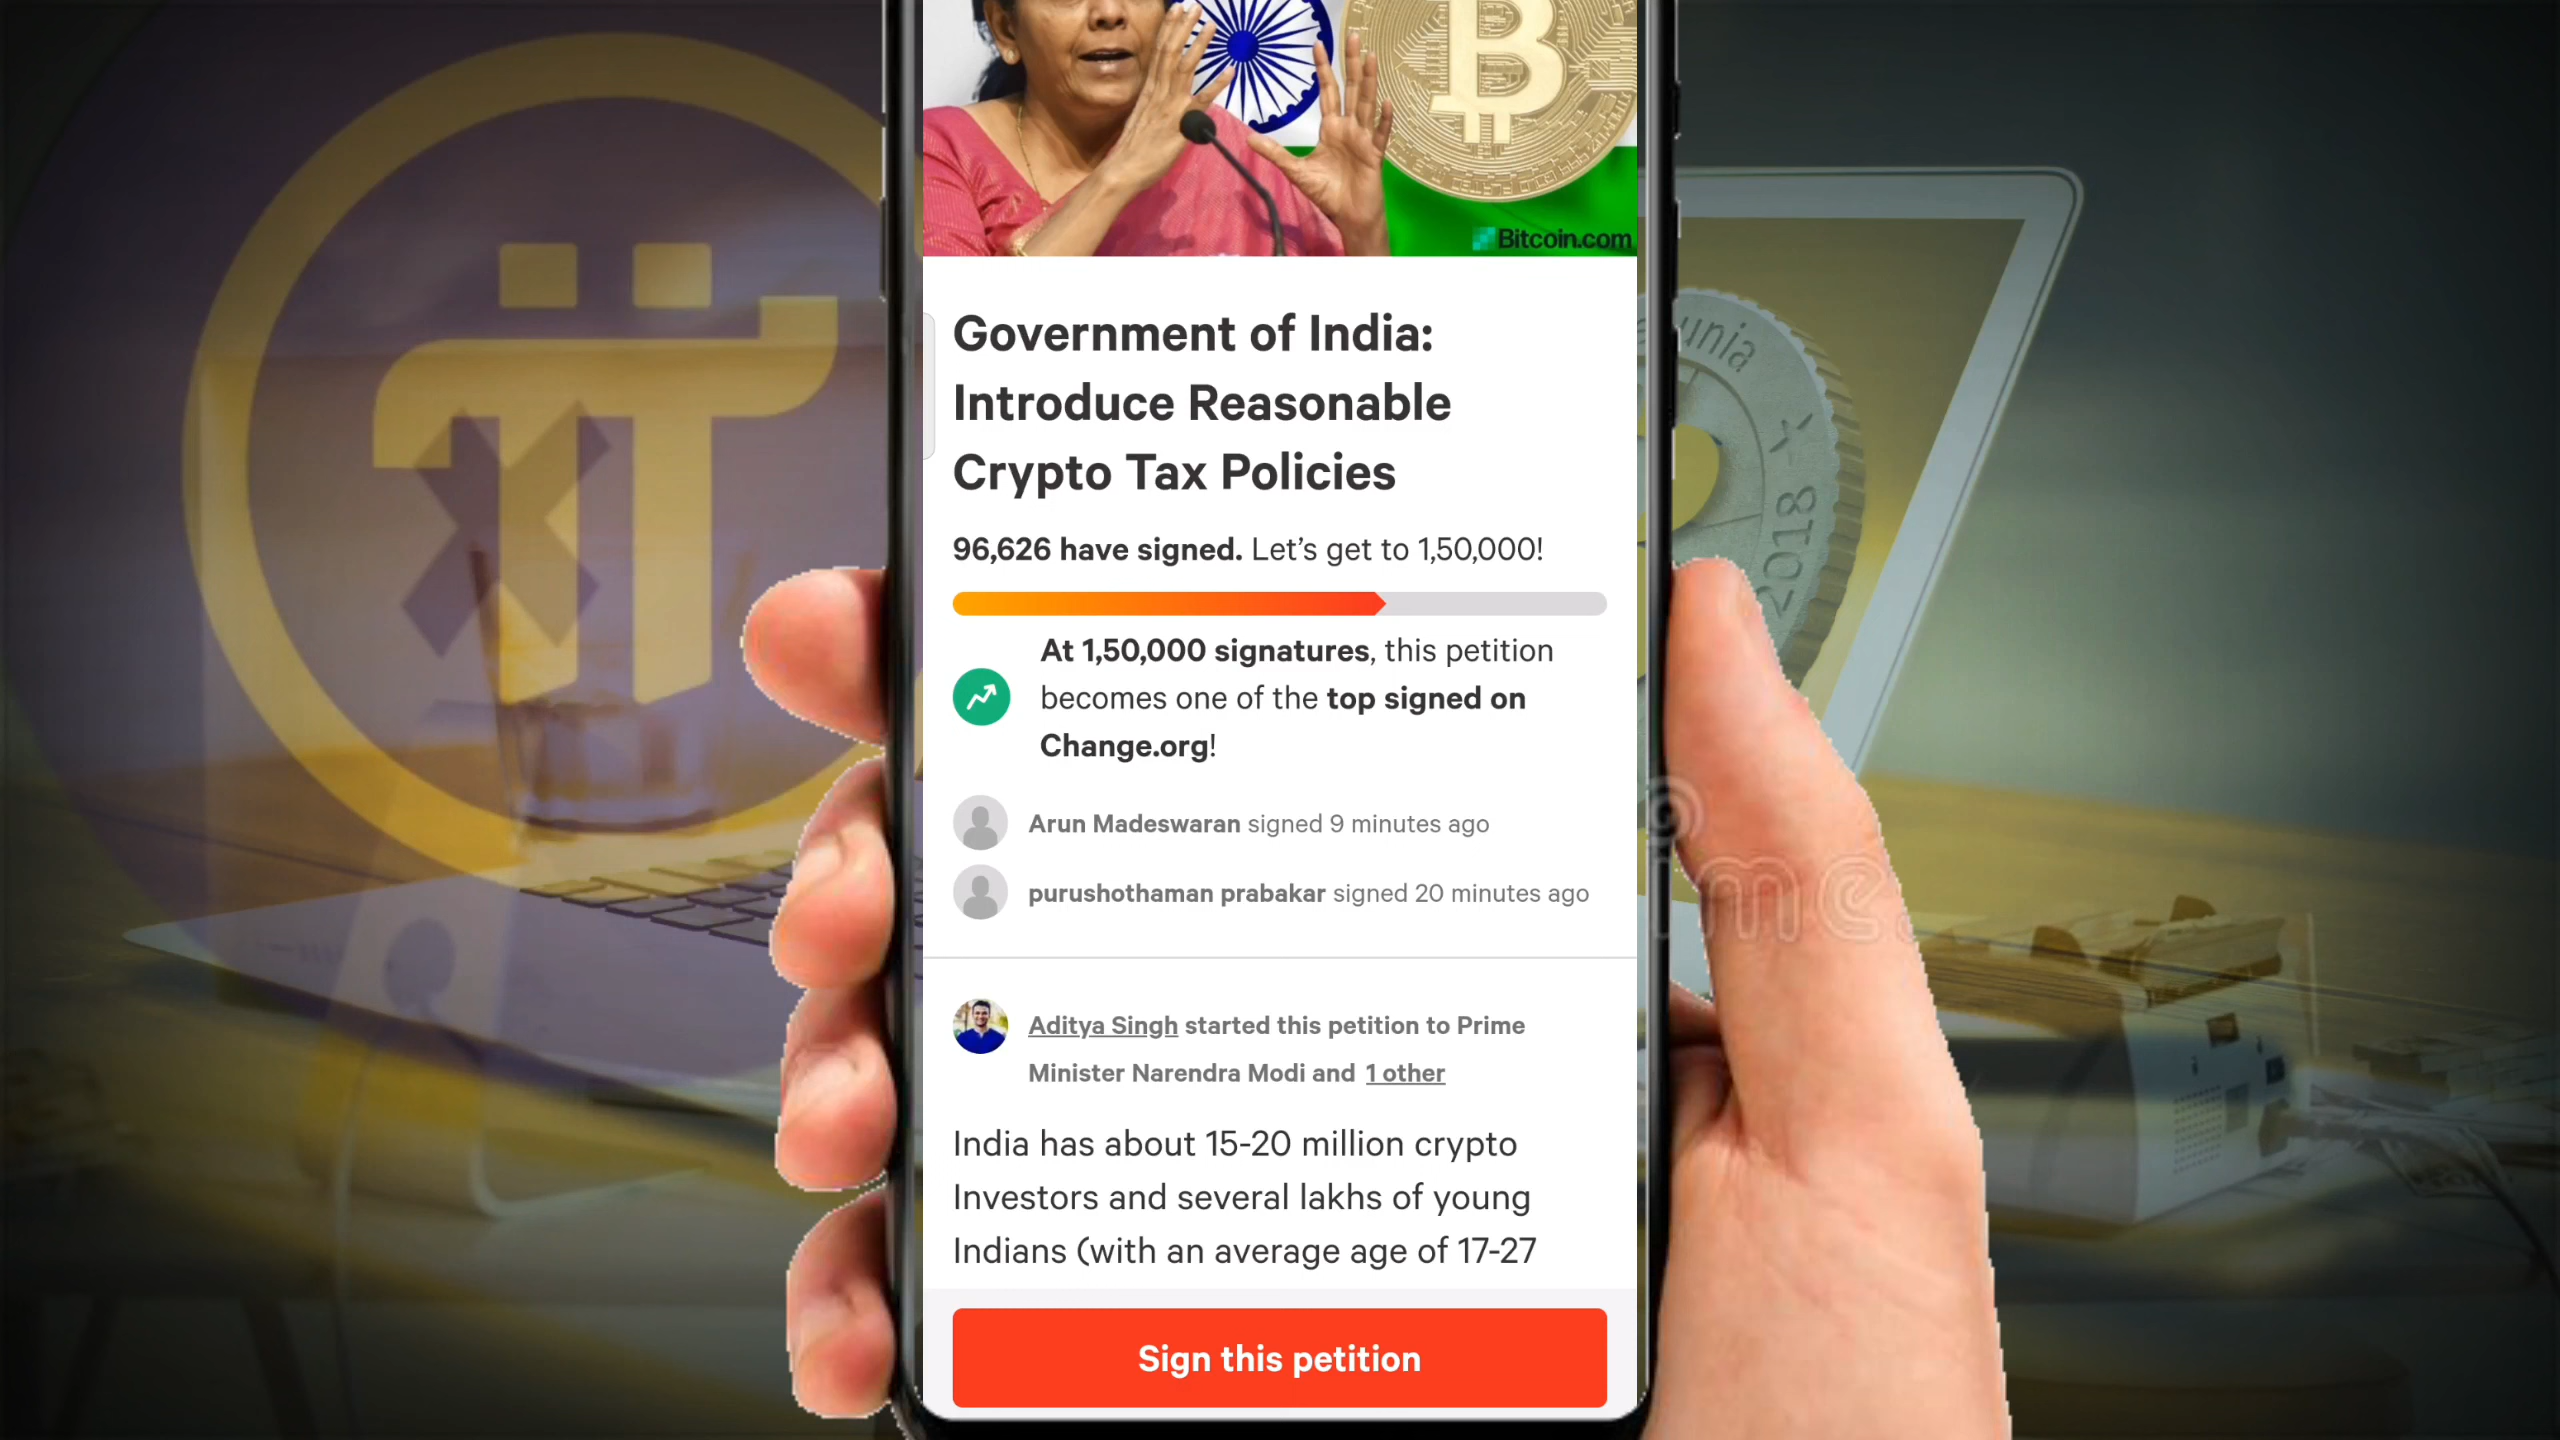 Bitcoin.com
Government of India:
Introduce Reasonable
Crypto Tax Policies
96,626 have signed. Let's get to 1,50,000!
At 1,50,000 signatures, this petition
becomes one of the top signed on
Change.org!
Arun Madeswaran signed 9 minutes ago
purushothaman prabakar signed 20 minutes ago
Aditya Singh started this petition to Prime
Minister Narendra Modi and 1 other
India has about 15-20 million crypto
Investors and several lakhs of young
Indians (with an average age of 17-27
Sign this petition
unia
2018
me